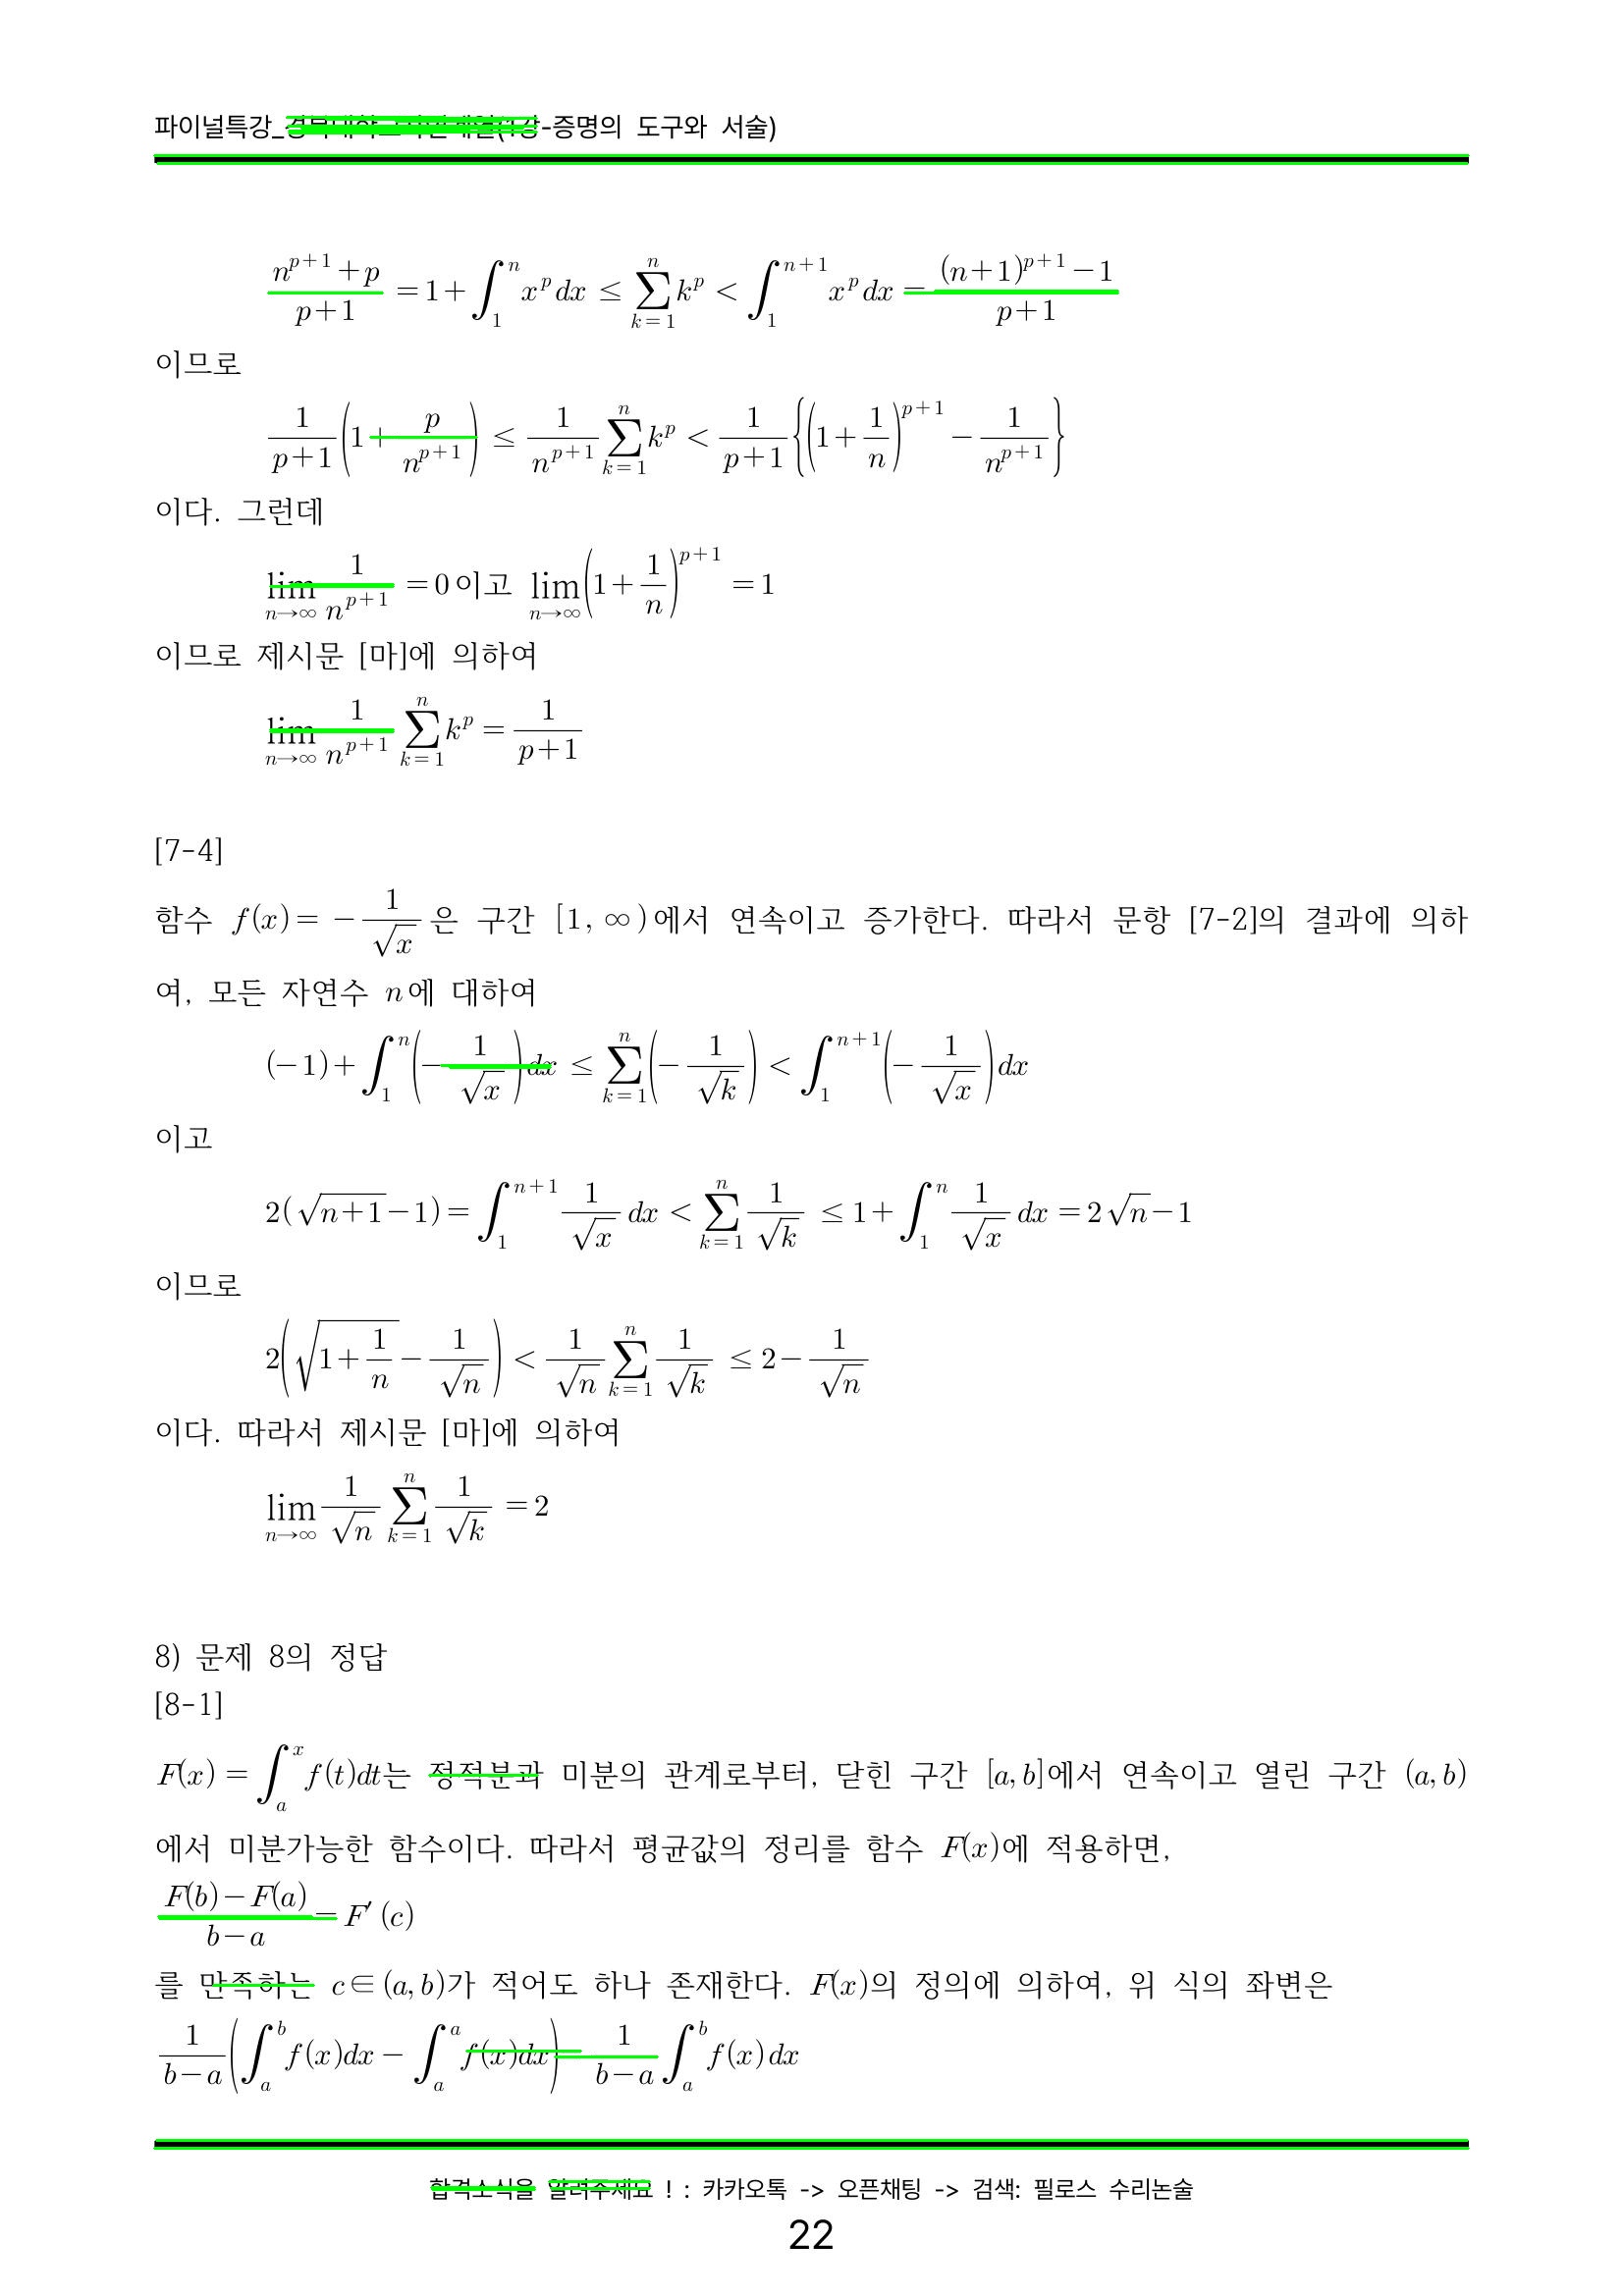 파이널특강_경북대학교자연계열(1강-증명의 도구와 서술)
\frac{n^{p+1}+p}{p+1} = 1+\int_1^n x^p dx ≤ \sum_{k=1}^n k^p < \int_1^{n+1} x^p dx = \frac{(n+1)^{p+1}-1}{p+1}
이므로
\frac{1}{p+1}\left(1+\frac{p}{n^{p+1}}\right) ≤ \frac{1}{n^{p+1}}\sum_{k=1}^n k^p < \frac{1}{p+1}\left\{\left(1+\frac{1}{n}\right)^{p+1}-\frac{1}{n^{p+1}}\right\}
이다. 그런데
\lim_{n→∞}\frac{1}{n^{p+1}} = 0이고 \lim_{n→∞}\left(1+\frac{1}{n}\right)^{p+1} = 1
이므로 제시문 [마]에 의하여
\lim_{n→∞}\frac{1}{n^{p+1}}\sum_{k=1}^n k^p = \frac{1}{p+1}
[7-4]
함수 f(x) = -\frac{1}{\sqrt{x}}은 구간 [1, ∞)에서 연속이고 증가한다. 따라서 문항 [7-2]의 결과에 의하
여, 모든 자연수 n에 대하여
(-1)+\int_1^n\left(-\frac{1}{\sqrt{x}}\right)dx ≤ \sum_{k=1}^n\left(-\frac{1}{\sqrt{k}}\right) < \int_1^{n+1}\left(-\frac{1}{\sqrt{x}}\right)dx
이고
2(\sqrt{n+1}-1) = \int_1^{n+1}\frac{1}{\sqrt{x}}dx < \sum_{k=1}^n\frac{1}{\sqrt{k}} ≤ 1+\int_1^n\frac{1}{\sqrt{x}}dx = 2\sqrt{n}-1
이므로
2\left(\sqrt{1+\frac{1}{n}}-\frac{1}{\sqrt{n}}\right) < \frac{1}{\sqrt{n}}\sum_{k=1}^n\frac{1}{\sqrt{k}} ≤ 2-\frac{1}{\sqrt{n}}
이다. 따라서 제시문 [마]에 의하여
\lim_{n→∞}\frac{1}{\sqrt{n}}\sum_{k=1}^n\frac{1}{\sqrt{k}} = 2
8) 문제 8의 정답
[8-1]
F(x) = \int_a^x f(t)dt는 정적분과 미분의 관계로부터, 닫힌 구간 [a, b]에서 연속이고 열린 구간 (a, b)
에서 미분가능한 함수이다. 따라서 평균값의 정리를 함수 F(x)에 적용하면,
\frac{F(b)-F(a)}{b-a} = F'(c)
를 만족하는 c∈(a, b)가 적어도 하나 존재한다. F(x)의 정의에 의하여, 위 식의 좌변은
\frac{1}{b-a}\left(\int_a^b f(x)dx - \int_a^a f(x)dx\right) = \frac{1}{b-a}\int_a^b f(x)dx
합격소식을 알려주세요 ! : 카카오톡 -> 오픈채팅 -> 검색: 필로스 수리논술
22